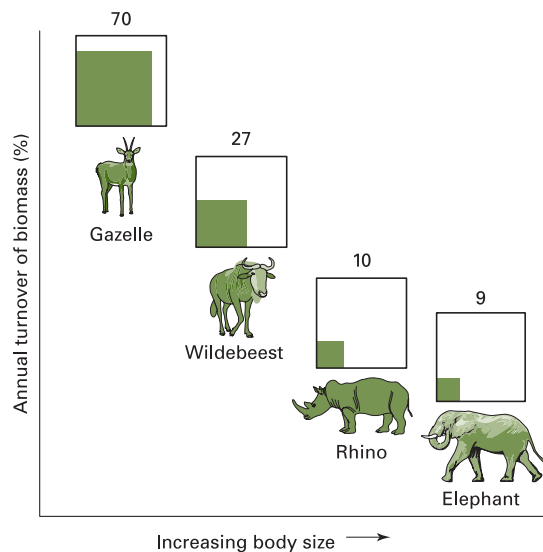 70
Gazelle
27
Wildebeest
10
Rhino
9
Elephant
Annual turnover of biomass (%)
Increasing body size